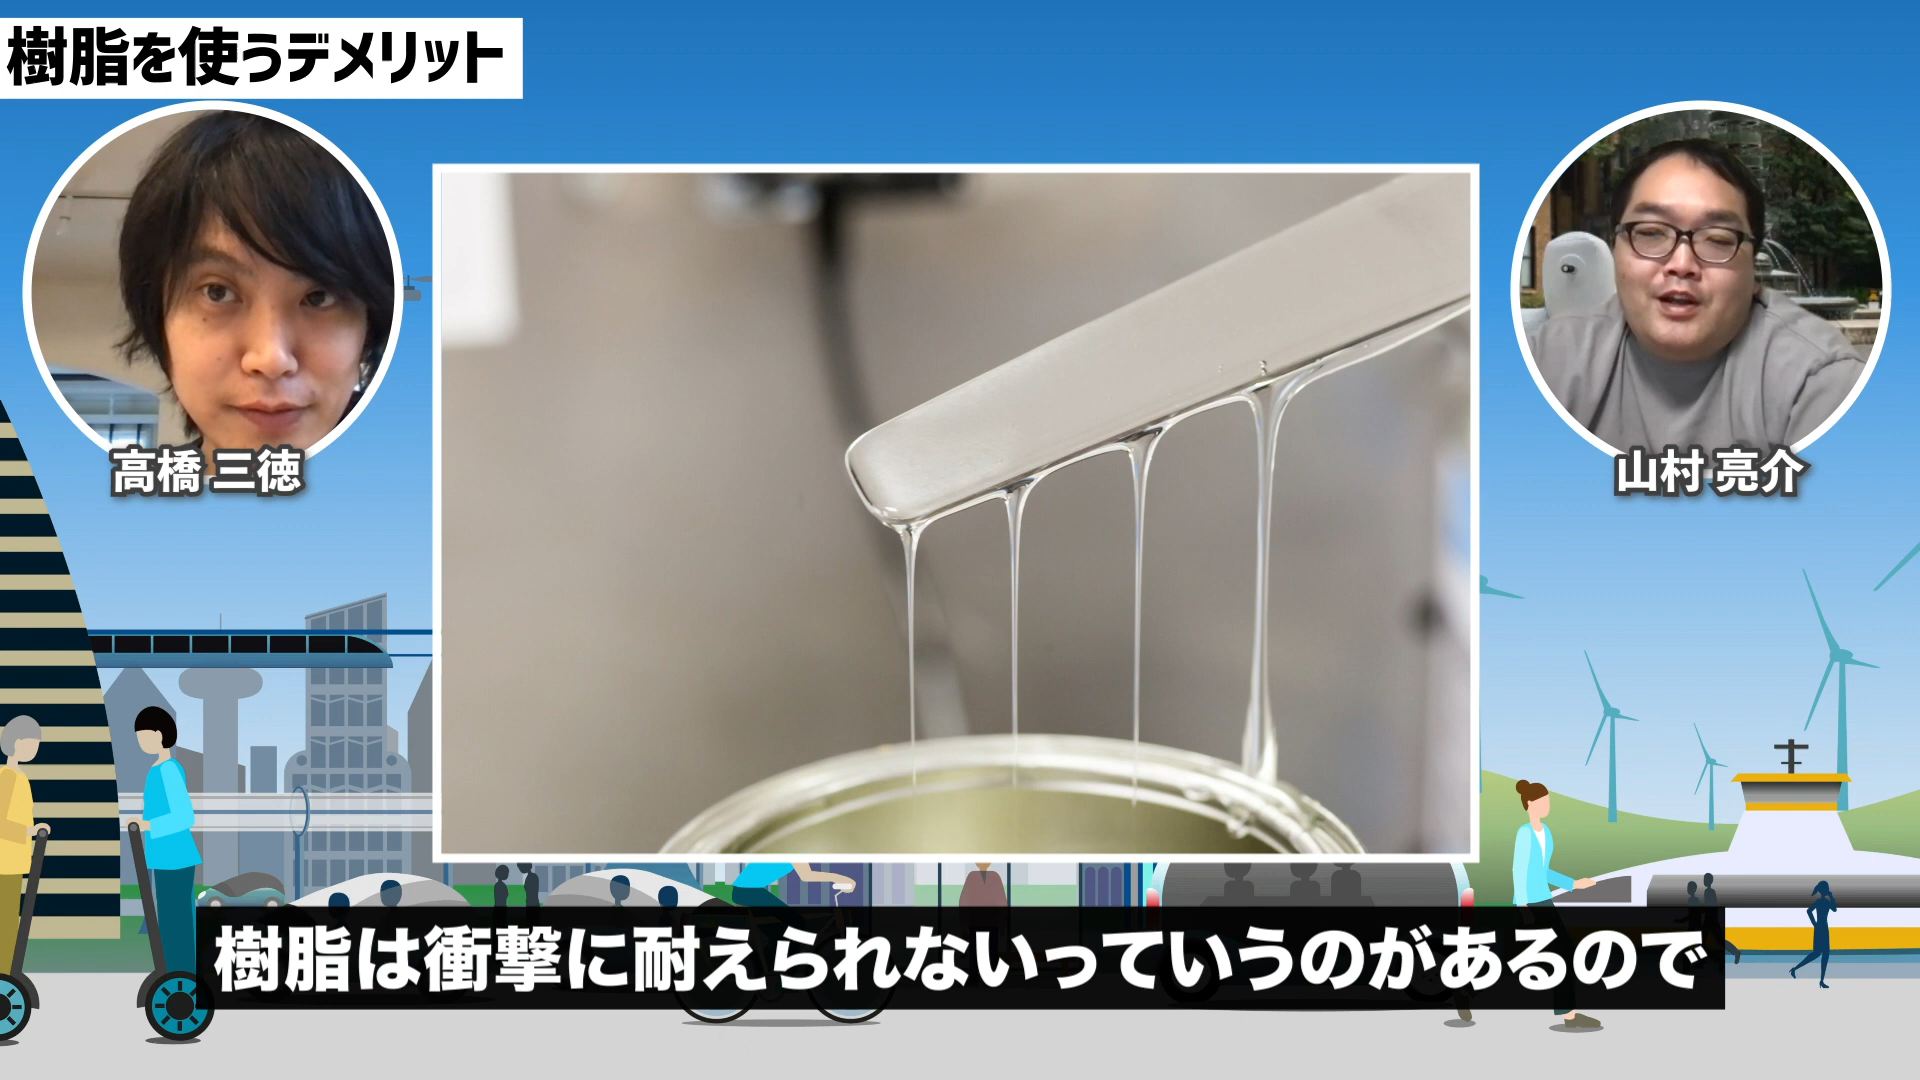 樹脂を使うデメリット
高橋 三徳
山村 亮介
樹脂は衝撃に耐えられないっていうのがあるので